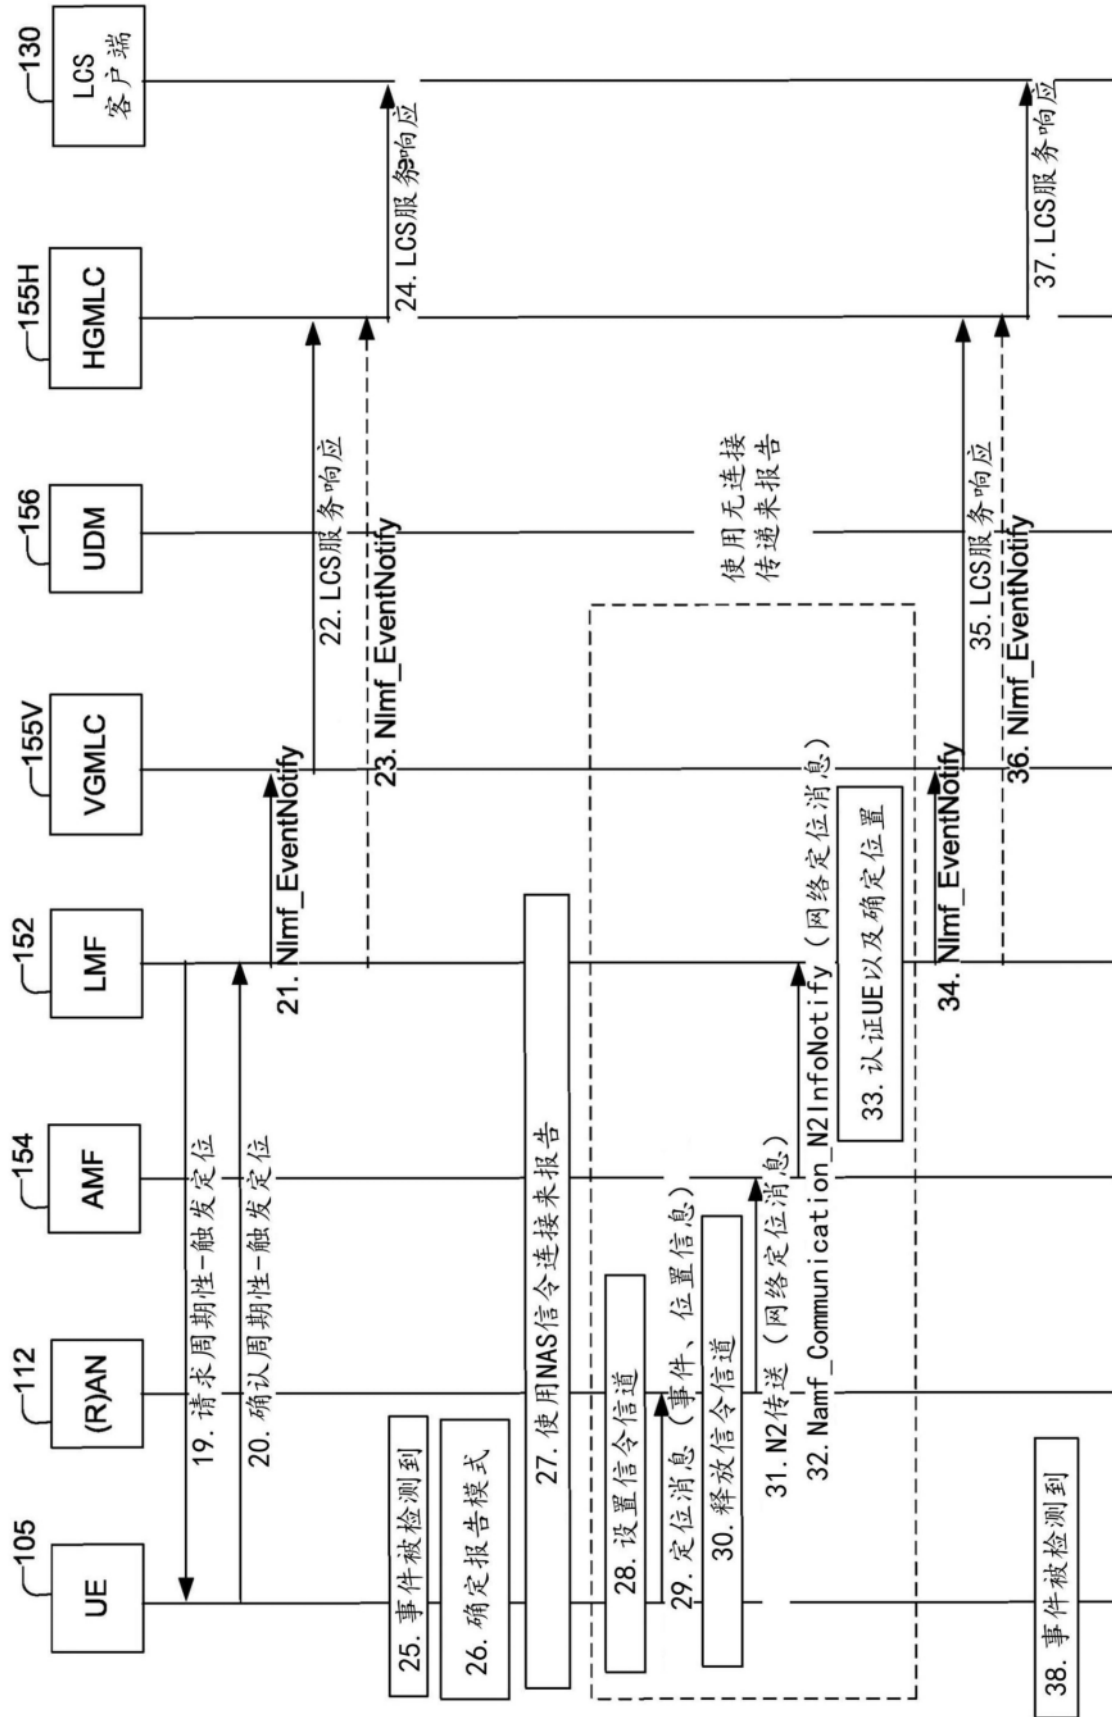 105
112
154
152
155V
156
155H
130
UE
(R)AN
AMF
LMF
VGMLC
UDM
HGMLC
LCS
客户端
19. 请求周期性-触发定位
20. 确认周期性-触发定位
21. Nlmf_EventNotify
22. LCS服务响应
23. Nlmf_EventNotify
24. LCS服务响应
25. 事件被检测到
26. 确定报告模式
27. 使用NAS信令连接来报告
使用无连接
传递来报告
28. 设置信令信道
29. 定位消息（事件、位置信息）
30. 释放信令信道
31. N2传送（网络定位消息）
32. Namf_Communication_N2InfoNotify（网络定位消息）
33. 认证UE以及确定位置
34. Nlmf_EventNotify
35. LCS服务响应
36. Nlmf_EventNotify
37. LCS服务响应
38. 事件被检测到